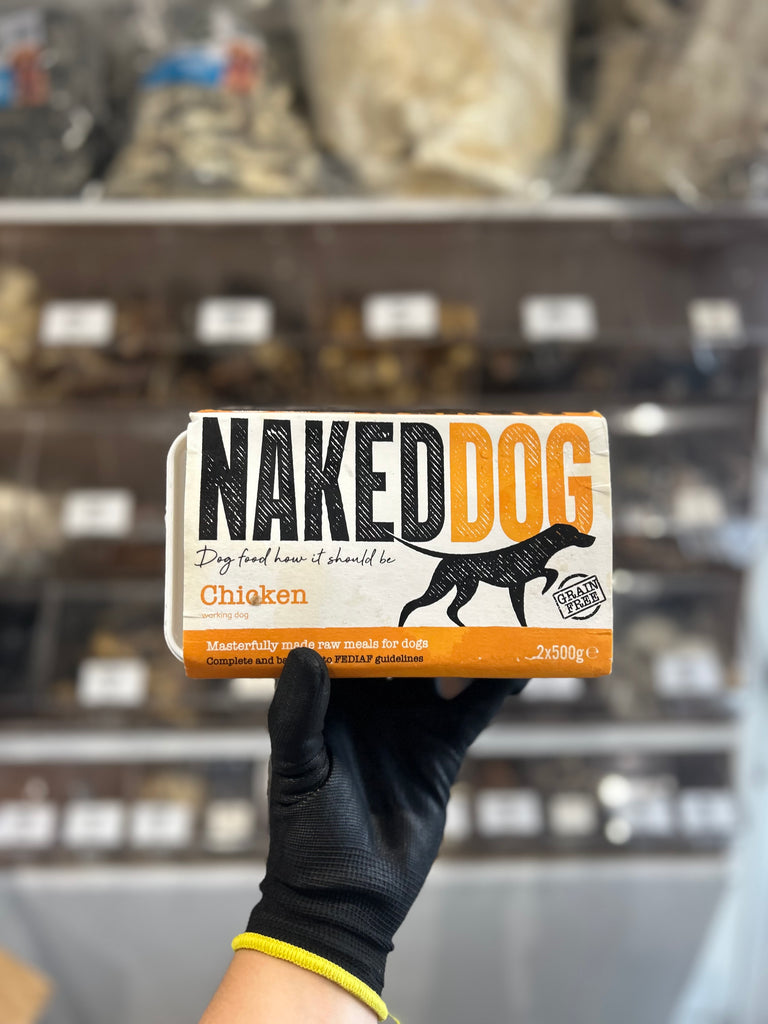 NAKEDDOG
Dog food how it should be
Chicken
working dog
GRAIN
FREE
Masterfully made raw meals for dogs
Complete and to FEDIAF guidelines
2x500g℮